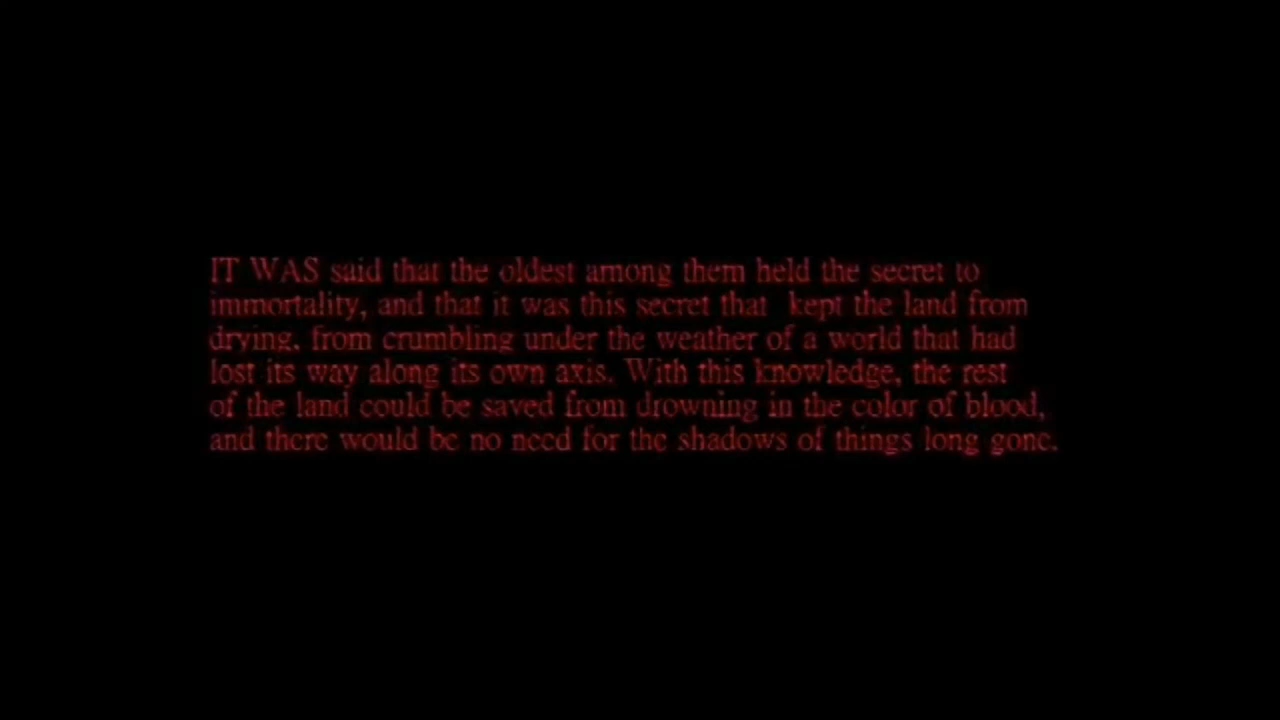 IT WAS said that the oldest among them held the secret to
immortality, and that it was this secret that kept the land from
drying, from crumbling under the weather of a world that had
lost its way along its own axis. With this knowledge, the rest
of the land could be saved from drowning in the color of blood,
and there would be no need for the shadows of things long gone.